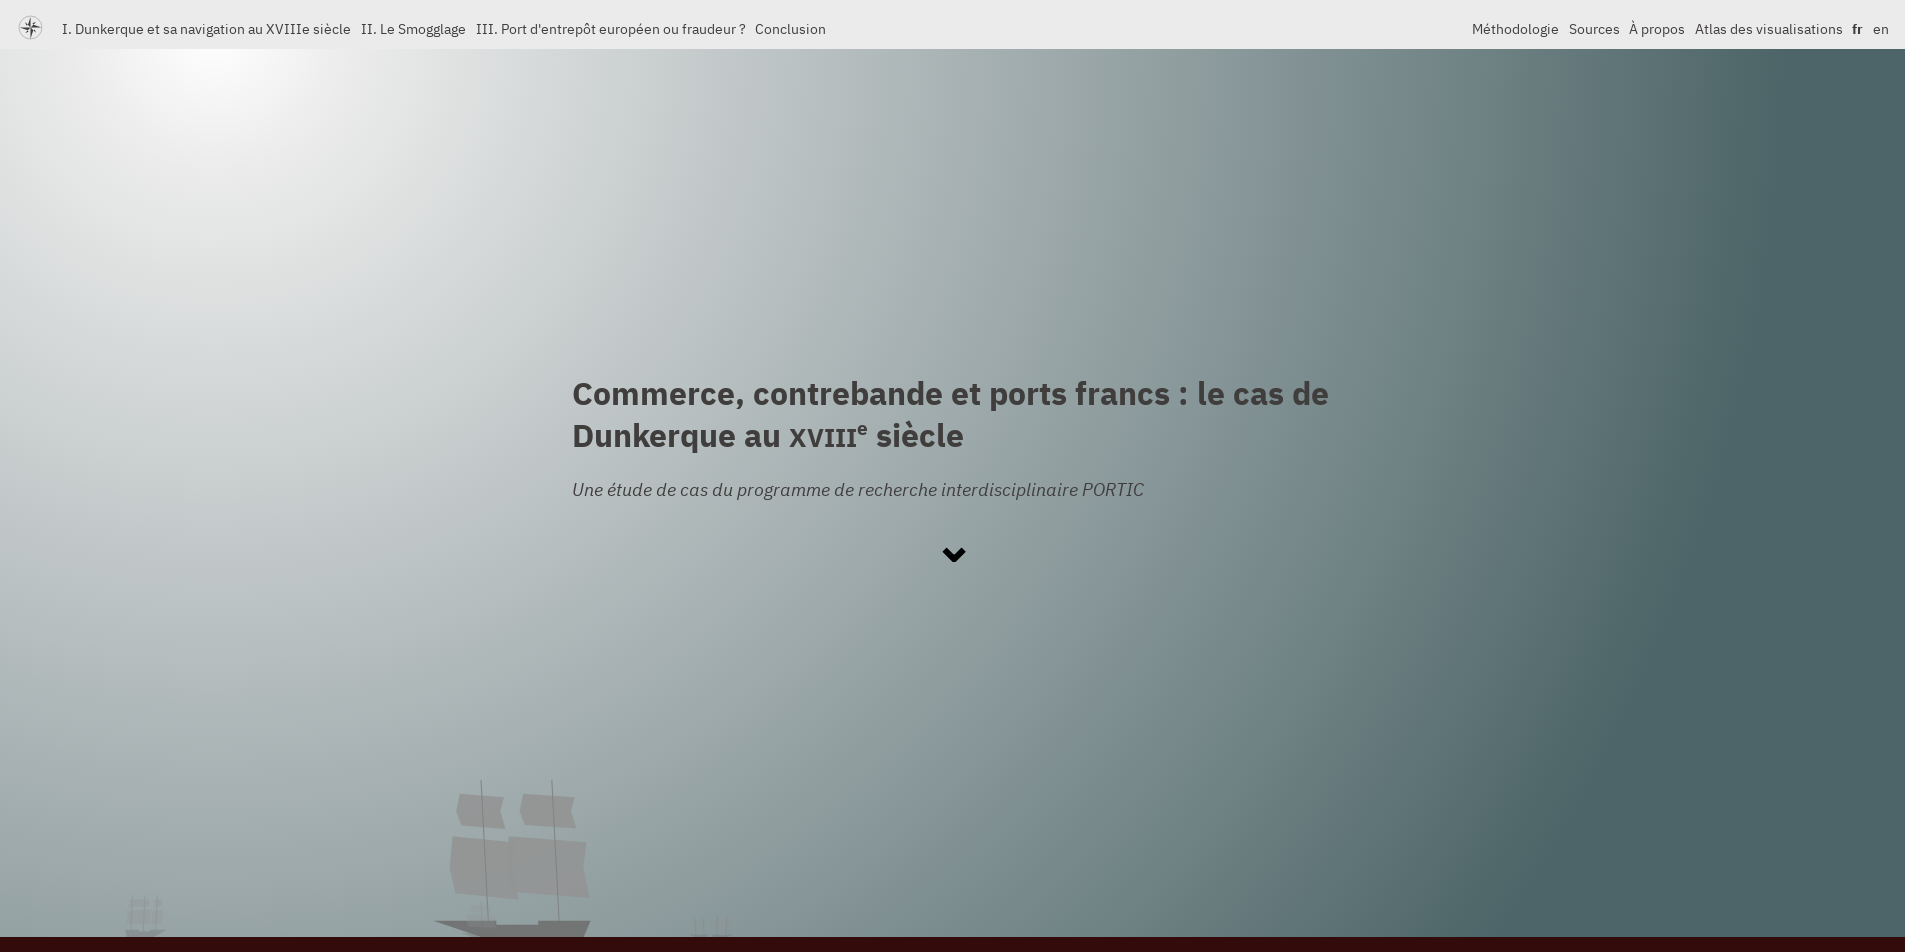 I. Dunkerque et sa navigation au XVIIIe siècle II. Le Smogglage III. Port d'entrepôt européen ou fraudeur ? Conclusion Méthodologie Sources À propos Atlas des visualisations fr en
Commerce, contrebande et ports francs : le cas de
Dunkerque au XVIIIe siècle
Une étude de cas du programme de recherche interdisciplinaire PORTIC